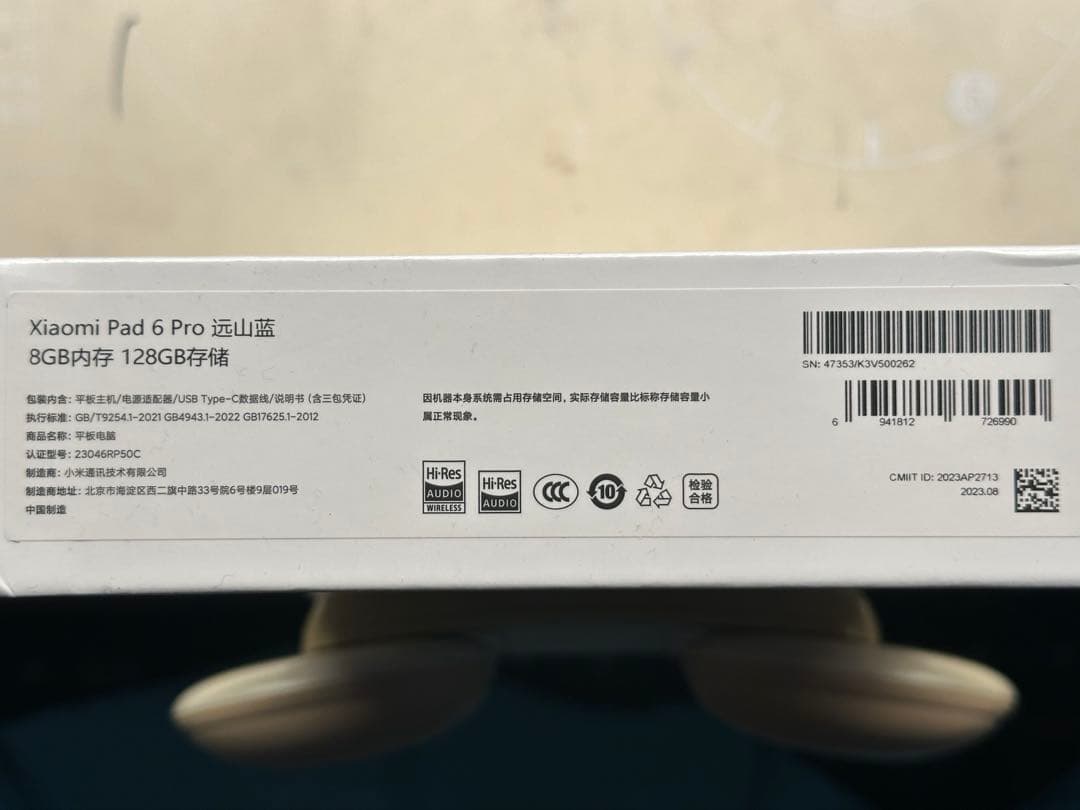 Xiaomi Pad 6 Pro 远山蓝
8GB内存 128GB存储
包装内含: 平板主机/电源适配器/USB Type-C数据线/说明书 (含三包凭证)
执行标准: GB/T9254.1-2021 GB4943.1-2022 GB17625.1-2012
商品名称: 平板电脑
认证型号: 23046RP50C
制造商: 小米通讯技术有限公司
制造商地址: 北京市海淀区西二旗中路33号院6号楼9层019号
中国制造
因机器本身系统需占用存储空间, 实际存储容量比标称存储容量小
属正常现象。
Hi·Res
AUDIO
WIRELESS
Hi·Res
AUDIO
CCC
10
检验
合格
SN: 47353/K3V500262
6 941812 726990
CMIIT ID: 2023AP2713
2023.08